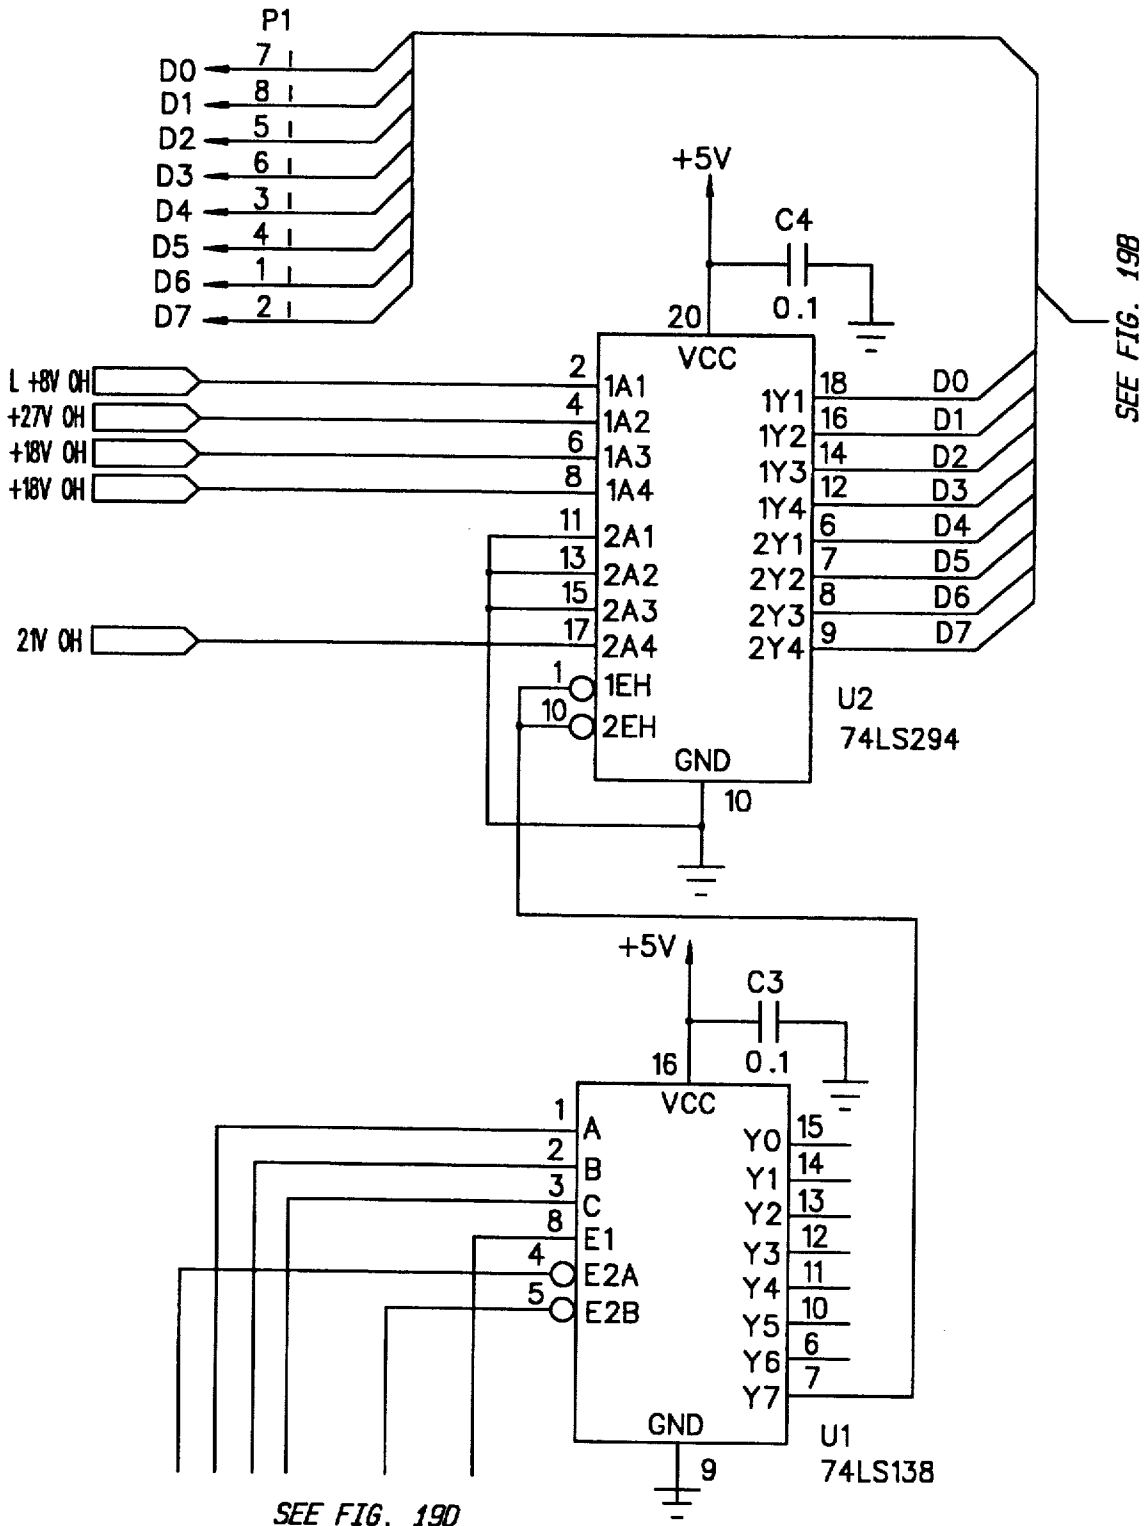 P1
D0 7
D1 8
D2 5
D3 6
D4 3
D5 4
D6 1
D7 2
+5V
C4
0.1
20
VCC
SEE FIG. 19B
L +8V OH 2 1A1
+27V OH 4 1A2
+18V OH 6 1A3
+18V OH 8 1A4
11 2A1
13 2A2
15 2A3
21V OH 17 2A4
1 1EH
10 2EH
1Y1 18 D0
1Y2 16 D1
1Y3 14 D2
1Y4 12 D3
2Y1 6 D4
2Y2 7 D5
2Y3 8 D6
2Y4 9 D7
U2
74LS294
GND
10
+5V
C3
0.1
16
VCC
1 A
2 B
3 C
8 E1
4 E2A
5 E2B
Y0 15
Y1 14
Y2 13
Y3 12
Y4 11
Y5 10
Y6 6
Y7 7
GND
9
U1
74LS138
SEE FIG. 19D